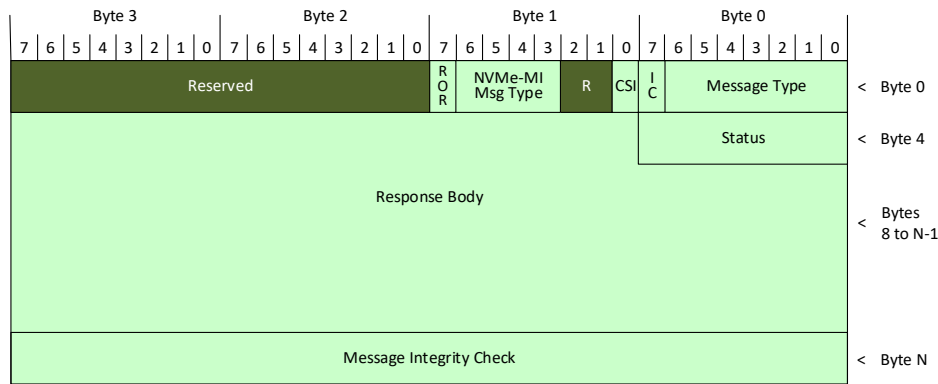 Byte 3 Byte 2 Byte 1 Byte 0
7 6 5 4 3 2 1 0 7 6 5 4 3 2 1 0 7 6 5 4 3 2 1 0 7 6 5 4 3 2 1 0
Reserved R O R NVMe-MI Msg Type R CSI I C Message Type < Byte 0
Status < Byte 4
Response Body
< Bytes
8 to N-1
Message Integrity Check < Byte N